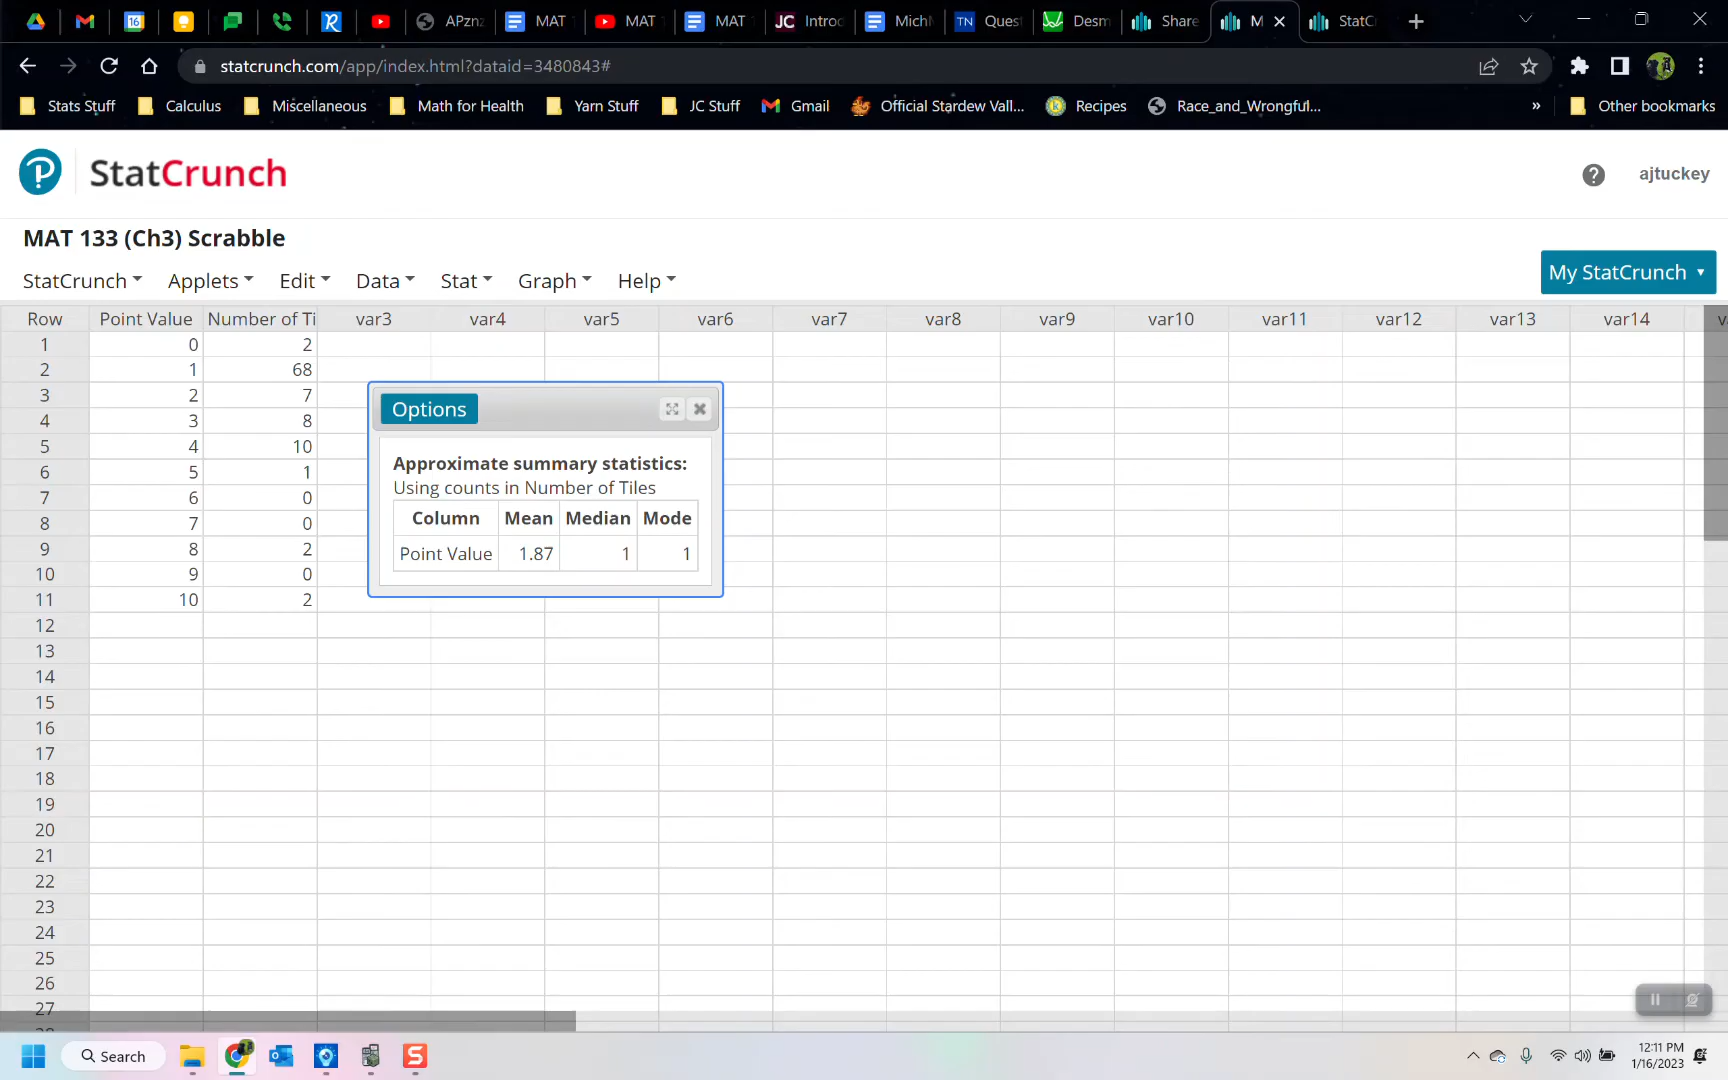 APznz
MAT
MAT
MAT
JC Introd
Mich
TN Quest
Desm
Share
M
StatC
statcrunch.com/app/index.html?dataid=3480843#
Stats Stuff Calculus Miscellaneous Math for Health Yarn Stuff JC Stuff Gmail Official Stardew Vall... Recipes Race_and_Wrongful... » Other bookmarks
StatCrunch
ajtuckey
MAT 133 (Ch3) Scrabble
StatCrunch Applets Edit Data Stat Graph Help
My StatCrunch
Row Point Value Number of Ti var3 var4 var5 var6 var7 var8 var9 var10 var11 var12 var13 var14
1 0 2
2 1 68
3 2 7
4 3 8
5 4 10
6 5 1
7 6 0
8 7 0
9 8 2
10 9 0
11 10 2
12
13
14
15
16
17
18
19
20
21
22
23
24
25
26
27
Options
Approximate summary statistics:
Using counts in Number of Tiles
Column Mean Median Mode
Point Value 1.87 1 1
Search
12:11 PM
1/16/2023